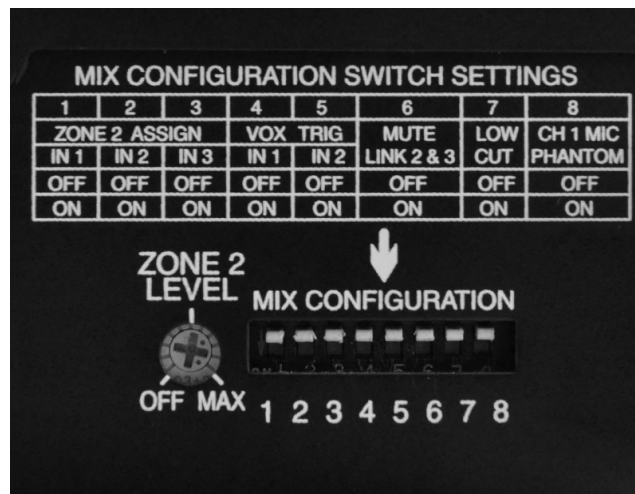 MIX CONFIGURATION SWITCH SETTINGS
1 2 3 4 5 6 7 8
ZONE 2 ASSIGN VOX TRIG MUTE LOW CH 1 MIC
IN 1 IN 2 IN 3 IN 1 IN 2 LINK 2 & 3 CUT PHANTOM
OFF OFF OFF OFF OFF OFF OFF OFF
ON ON ON ON ON ON ON ON
ZONE 2
LEVEL
MIX CONFIGURATION
OFF MAX
1 2 3 4 5 6 7 8